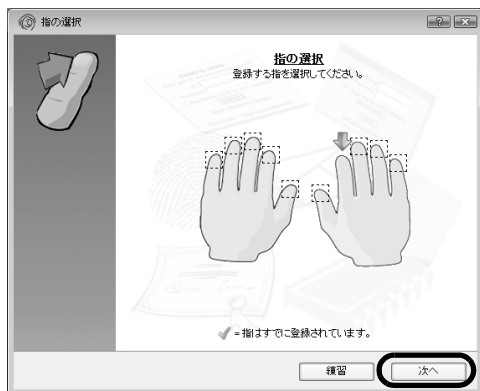 指の選択
指の選択
登録する指を選択してください。
=指はすでに登録されています。
練習
次へ